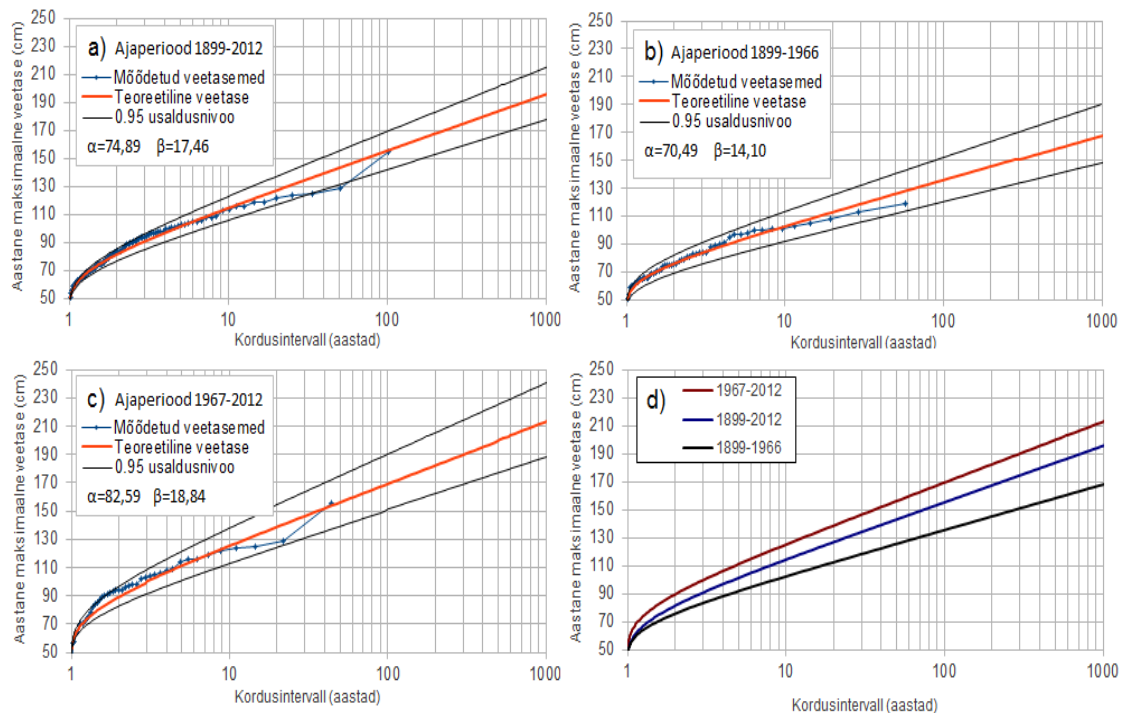 a) Ajaperiood 1899-2012
Mõõdetud veetasemed
Teoreetiline veetase
0.95 usaldusnivoo
α=74,89 β=17,46
Aastane maksimaalne veetase (cm)
250
230
210
190
170
150
130
110
90
70
50
1 10 100 1000
Kordusintervall (aastad)
b) Ajaperiood 1899-1966
Mõõdetud veetasemed
Teoreetiline veetase
0.95 usaldusnivoo
α=70,49 β=14,10
Aastane maksimaalne veetase (cm)
250
230
210
190
170
150
130
110
90
70
50
1 10 100 1000
Kordusintervall (aastad)
c) Ajaperiood 1967-2012
Mõõdetud veetasemed
Teoreetiline veetase
0.95 usaldusnivoo
α=82,59 β=18,84
Aastane maksimaalne veetase (cm)
250
230
210
190
170
150
130
110
90
70
50
1 10 100 1000
Kordusintervall (aastad)
d)
1967-2012
1899-2012
1899-1966
Aastane maksimaalne veetase (cm)
250
230
210
190
170
150
130
110
90
70
50
1 10 100 1000
Kordusintervall (aastad)